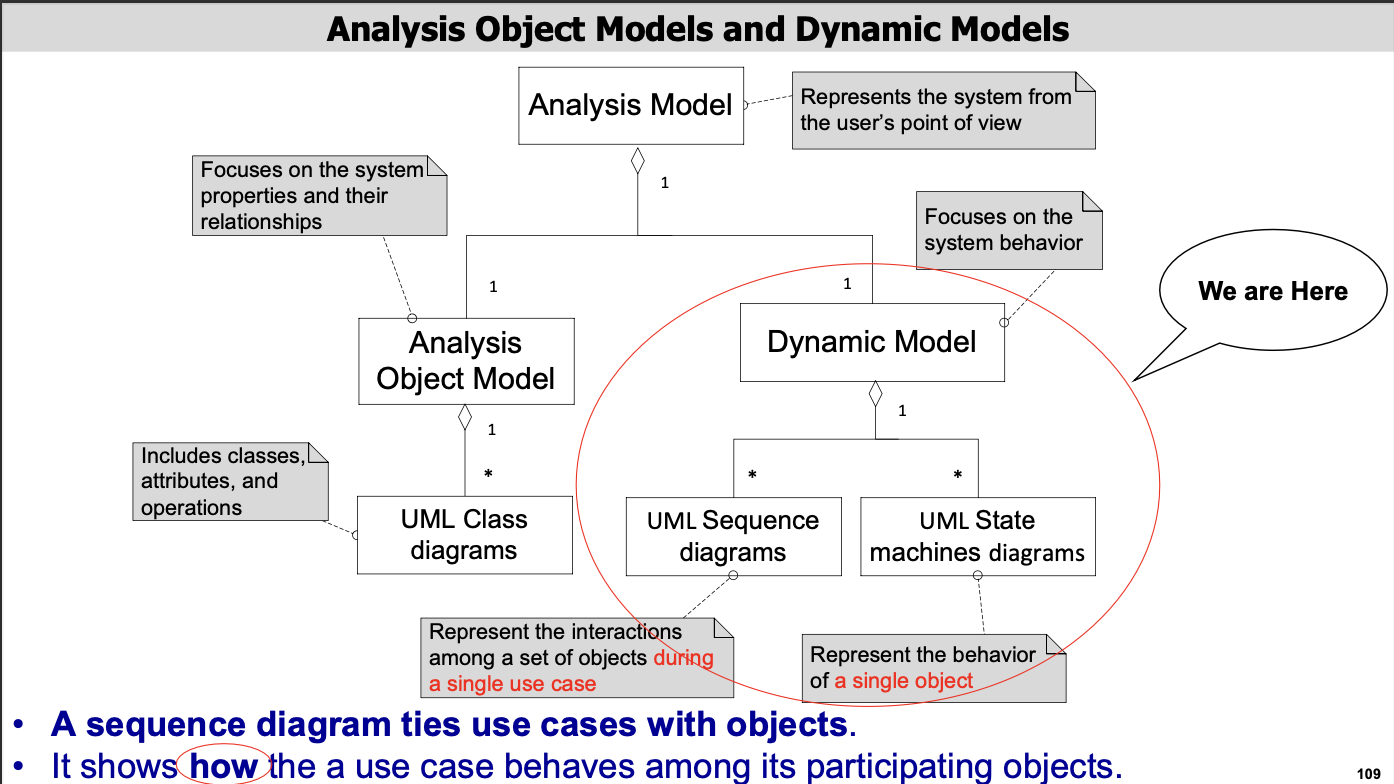 Analysis Object Models and Dynamic Models
Analysis Model
Represents the system from
the user’s point of view
1
Focuses on the system
properties and their
relationships
Focuses on the
system behavior
We are Here
1
1
Analysis
Object Model
Dynamic Model
1
1
Includes classes,
attributes, and
operations
*
*
*
UML Class
diagrams
UML Sequence
diagrams
UML State
machines diagrams
Represent the interactions
among a set of objects during
a single use case
Represent the behavior
of a single object
• A sequence diagram ties use cases with objects.
• It shows how the a use case behaves among its participating objects.
109